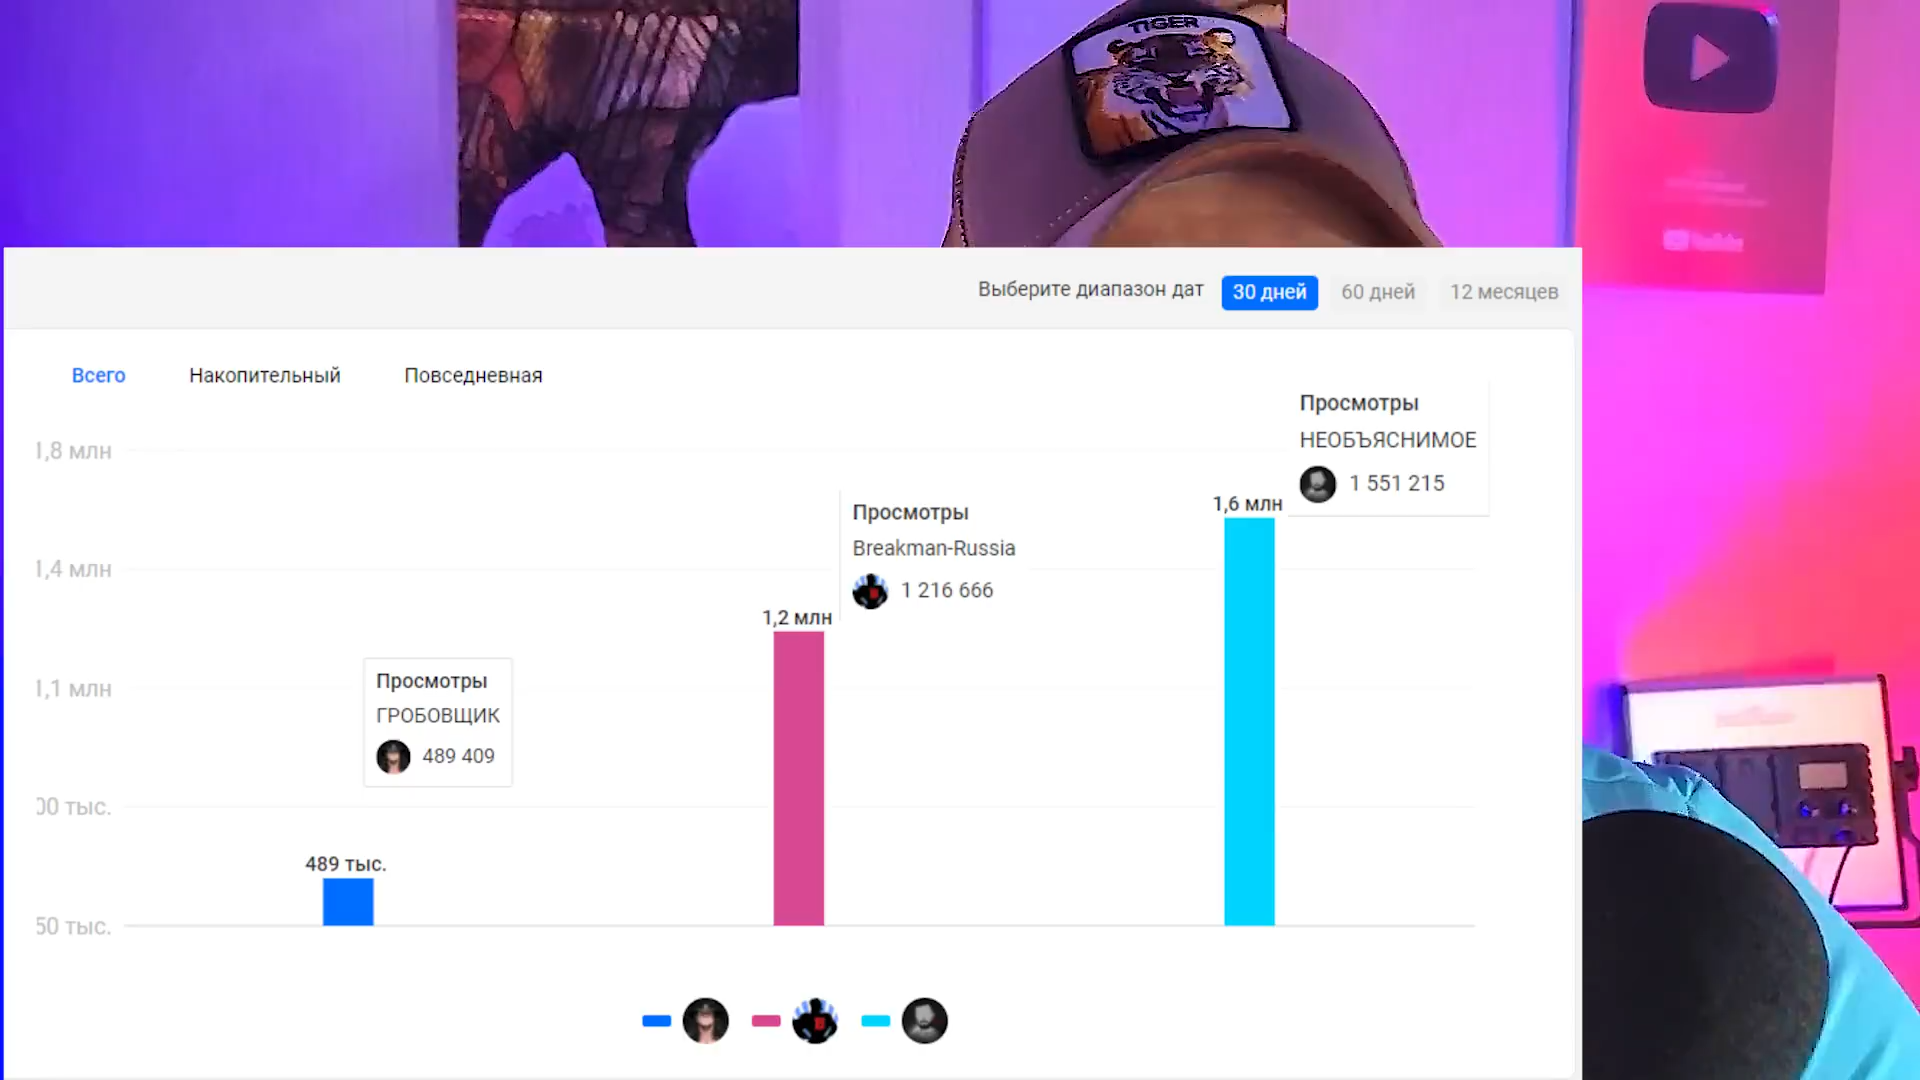 TIGER
Выберите диапазон дат
30 дней
60 дней
12 месяцев
Всего
Накопительный
Повседневная
Просмотры
НЕОБЪЯСНИМОЕ
1 551 215
1,8 млн
1,6 млн
Просмотры
Breakman-Russia
1 216 666
1,4 млн
1,2 млн
Просмотры
ГРОБОВЩИК
489 409
1,1 млн
00 тыс.
489 тыс.
50 тыс.